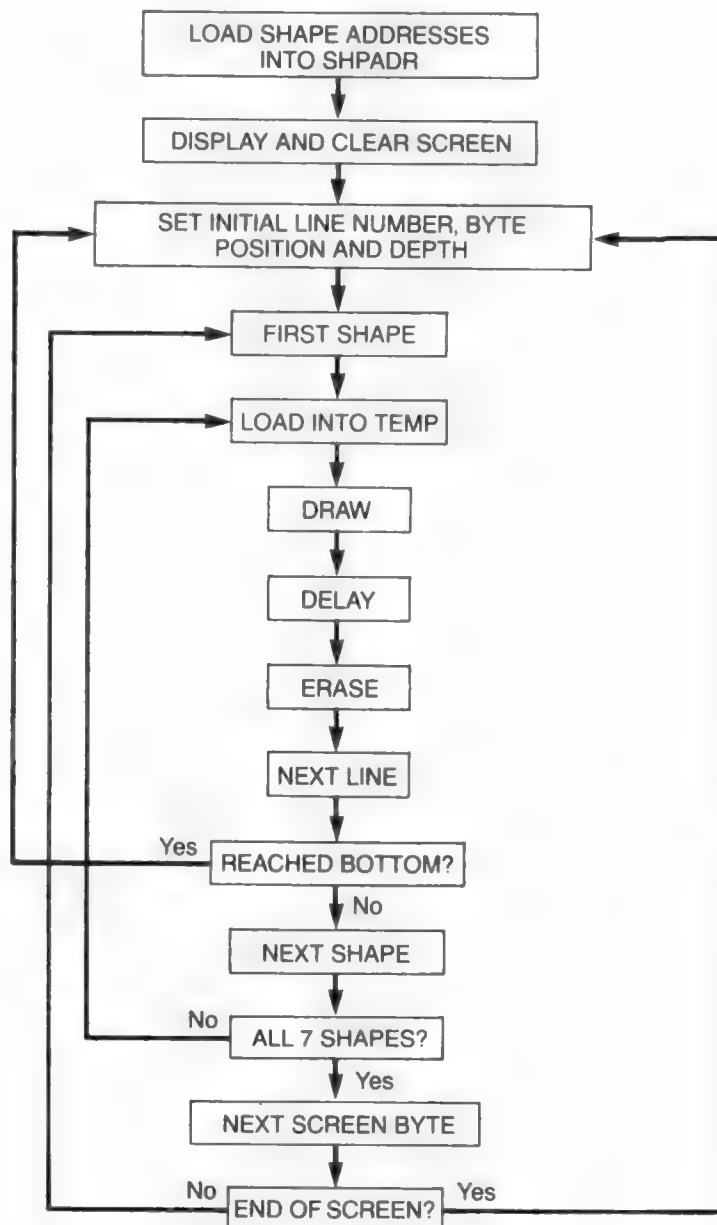 LOAD SHAPE ADDRESSES
INTO SHPADR
DISPLAY AND CLEAR SCREEN
SET INITIAL LINE NUMBER, BYTE
POSITION AND DEPTH
FIRST SHAPE
LOAD INTO TEMP
DRAW
DELAY
ERASE
NEXT LINE
Yes
REACHED BOTTOM?
No
NEXT SHAPE
No
ALL 7 SHAPES?
Yes
NEXT SCREEN BYTE
No
END OF SCREEN?
Yes